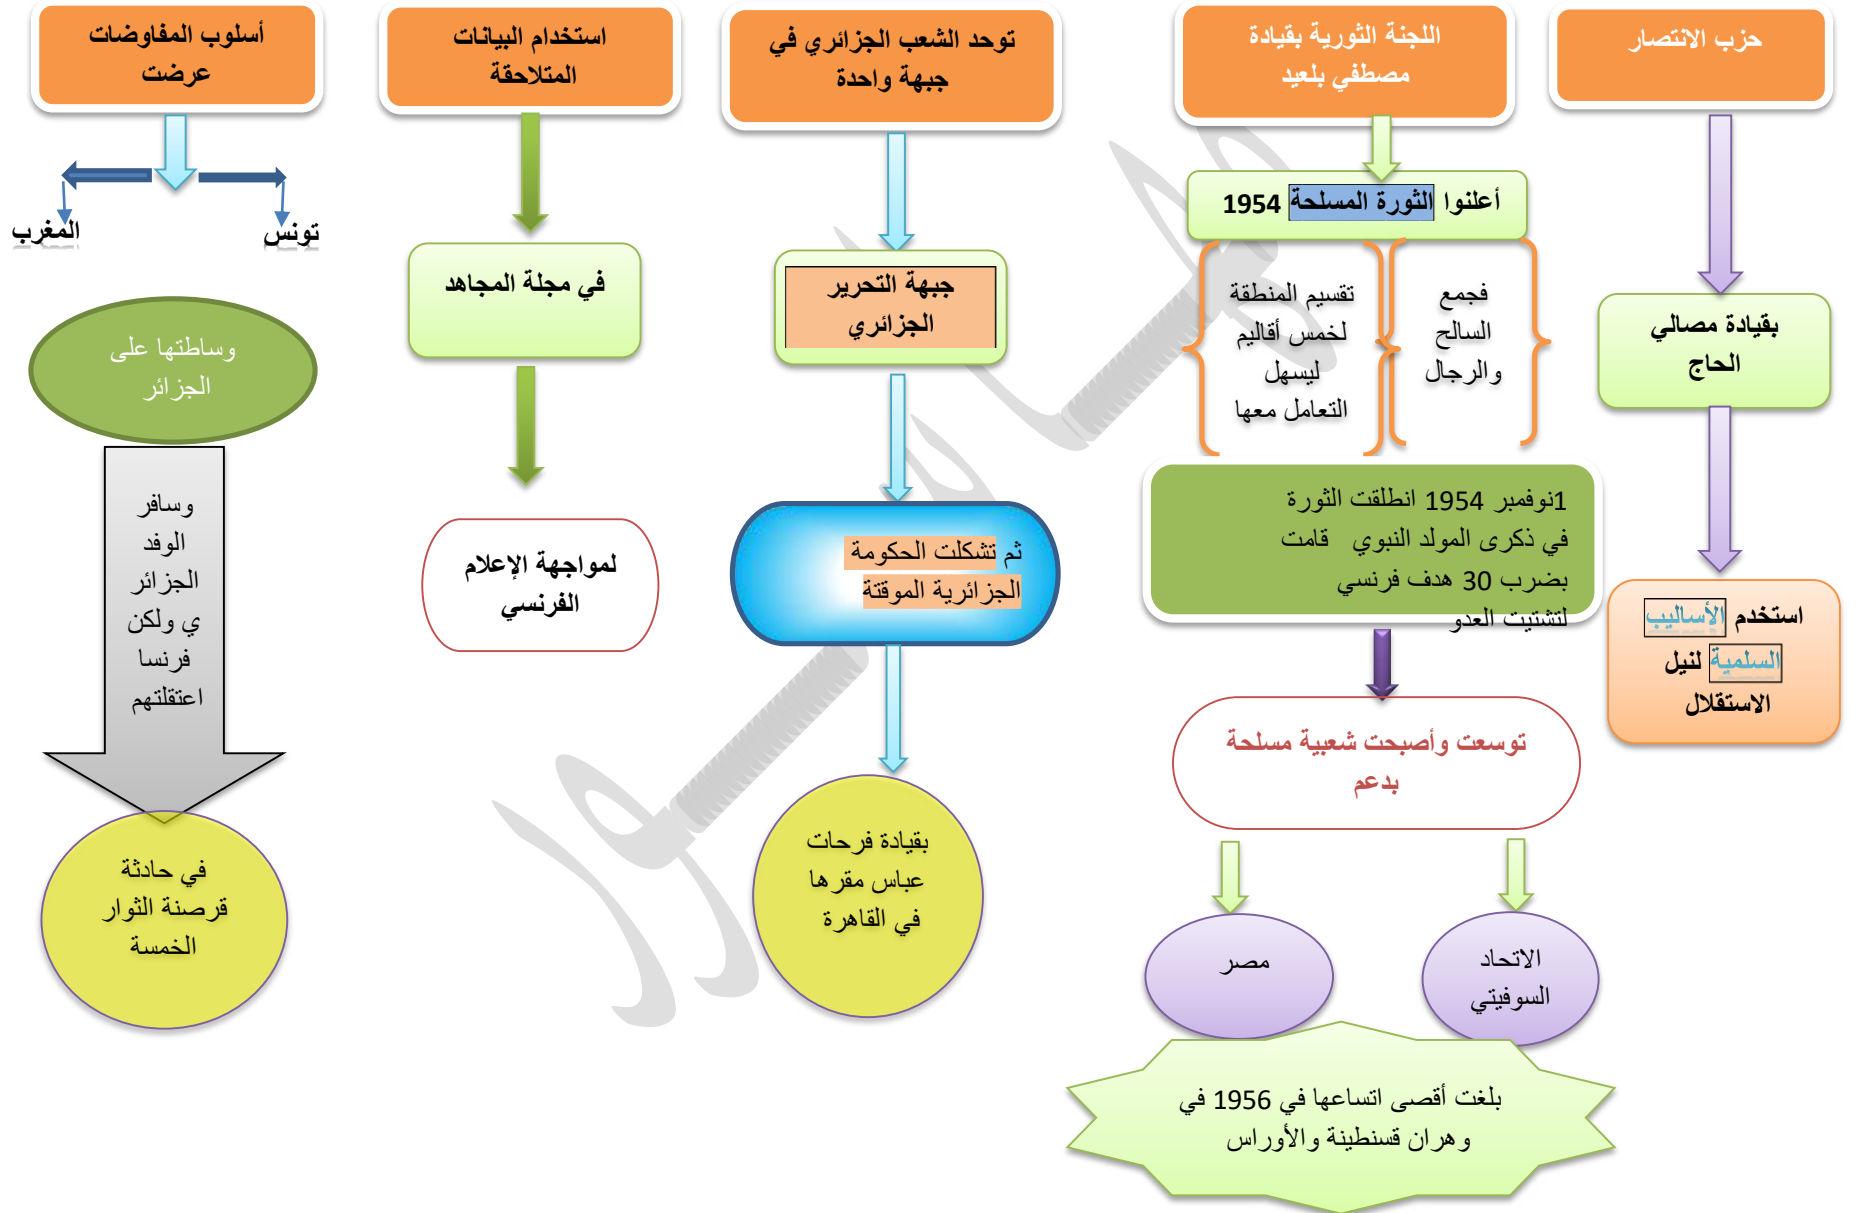 حزب الانتصار
بقيادة مصالي
الحاج
استخدم الأساليب
السلمية لنيل
الاستقلال
اللجنة الثورية بقيادة
مصطفي بلعيد
أعلنوا الثورة المسلحة 1954
فجمع
السالح
والرجال
تقسيم المنطقة
لخمس أقاليم
ليسهل
التعامل معها
1نوفمبر 1954 انطلقت الثورة
في ذكرى المولد النبوي قامت
بضرب 30 هدف فرنسي
لتشتيت العدو
توسعت وأصبحت شعبية مسلحة
بدعم
الاتحاد
السوفيتي
مصر
بلغت أقصى اتساعها في 1956 في
وهران قسنطينة والأوراس
توحد الشعب الجزائري في
جبهة واحدة
جبهة التحرير
الجزائري
ثم تشكلت الحكومة
الجزائرية الموقتة
بقيادة فرحات
عباس مقرها
في القاهرة
استخدام البيانات
المتلاحقة
في مجلة المجاهد
لمواجهة الإعلام
الفرنسي
أسلوب المفاوضات
عرضت
تونس
المغرب
وساطتها على
الجزائر
وسافر
الوفد
الجزائر
ي ولكن
فرنسا
اعتقلتهم
في حادثة
قرصنة الثوار
الخمسة